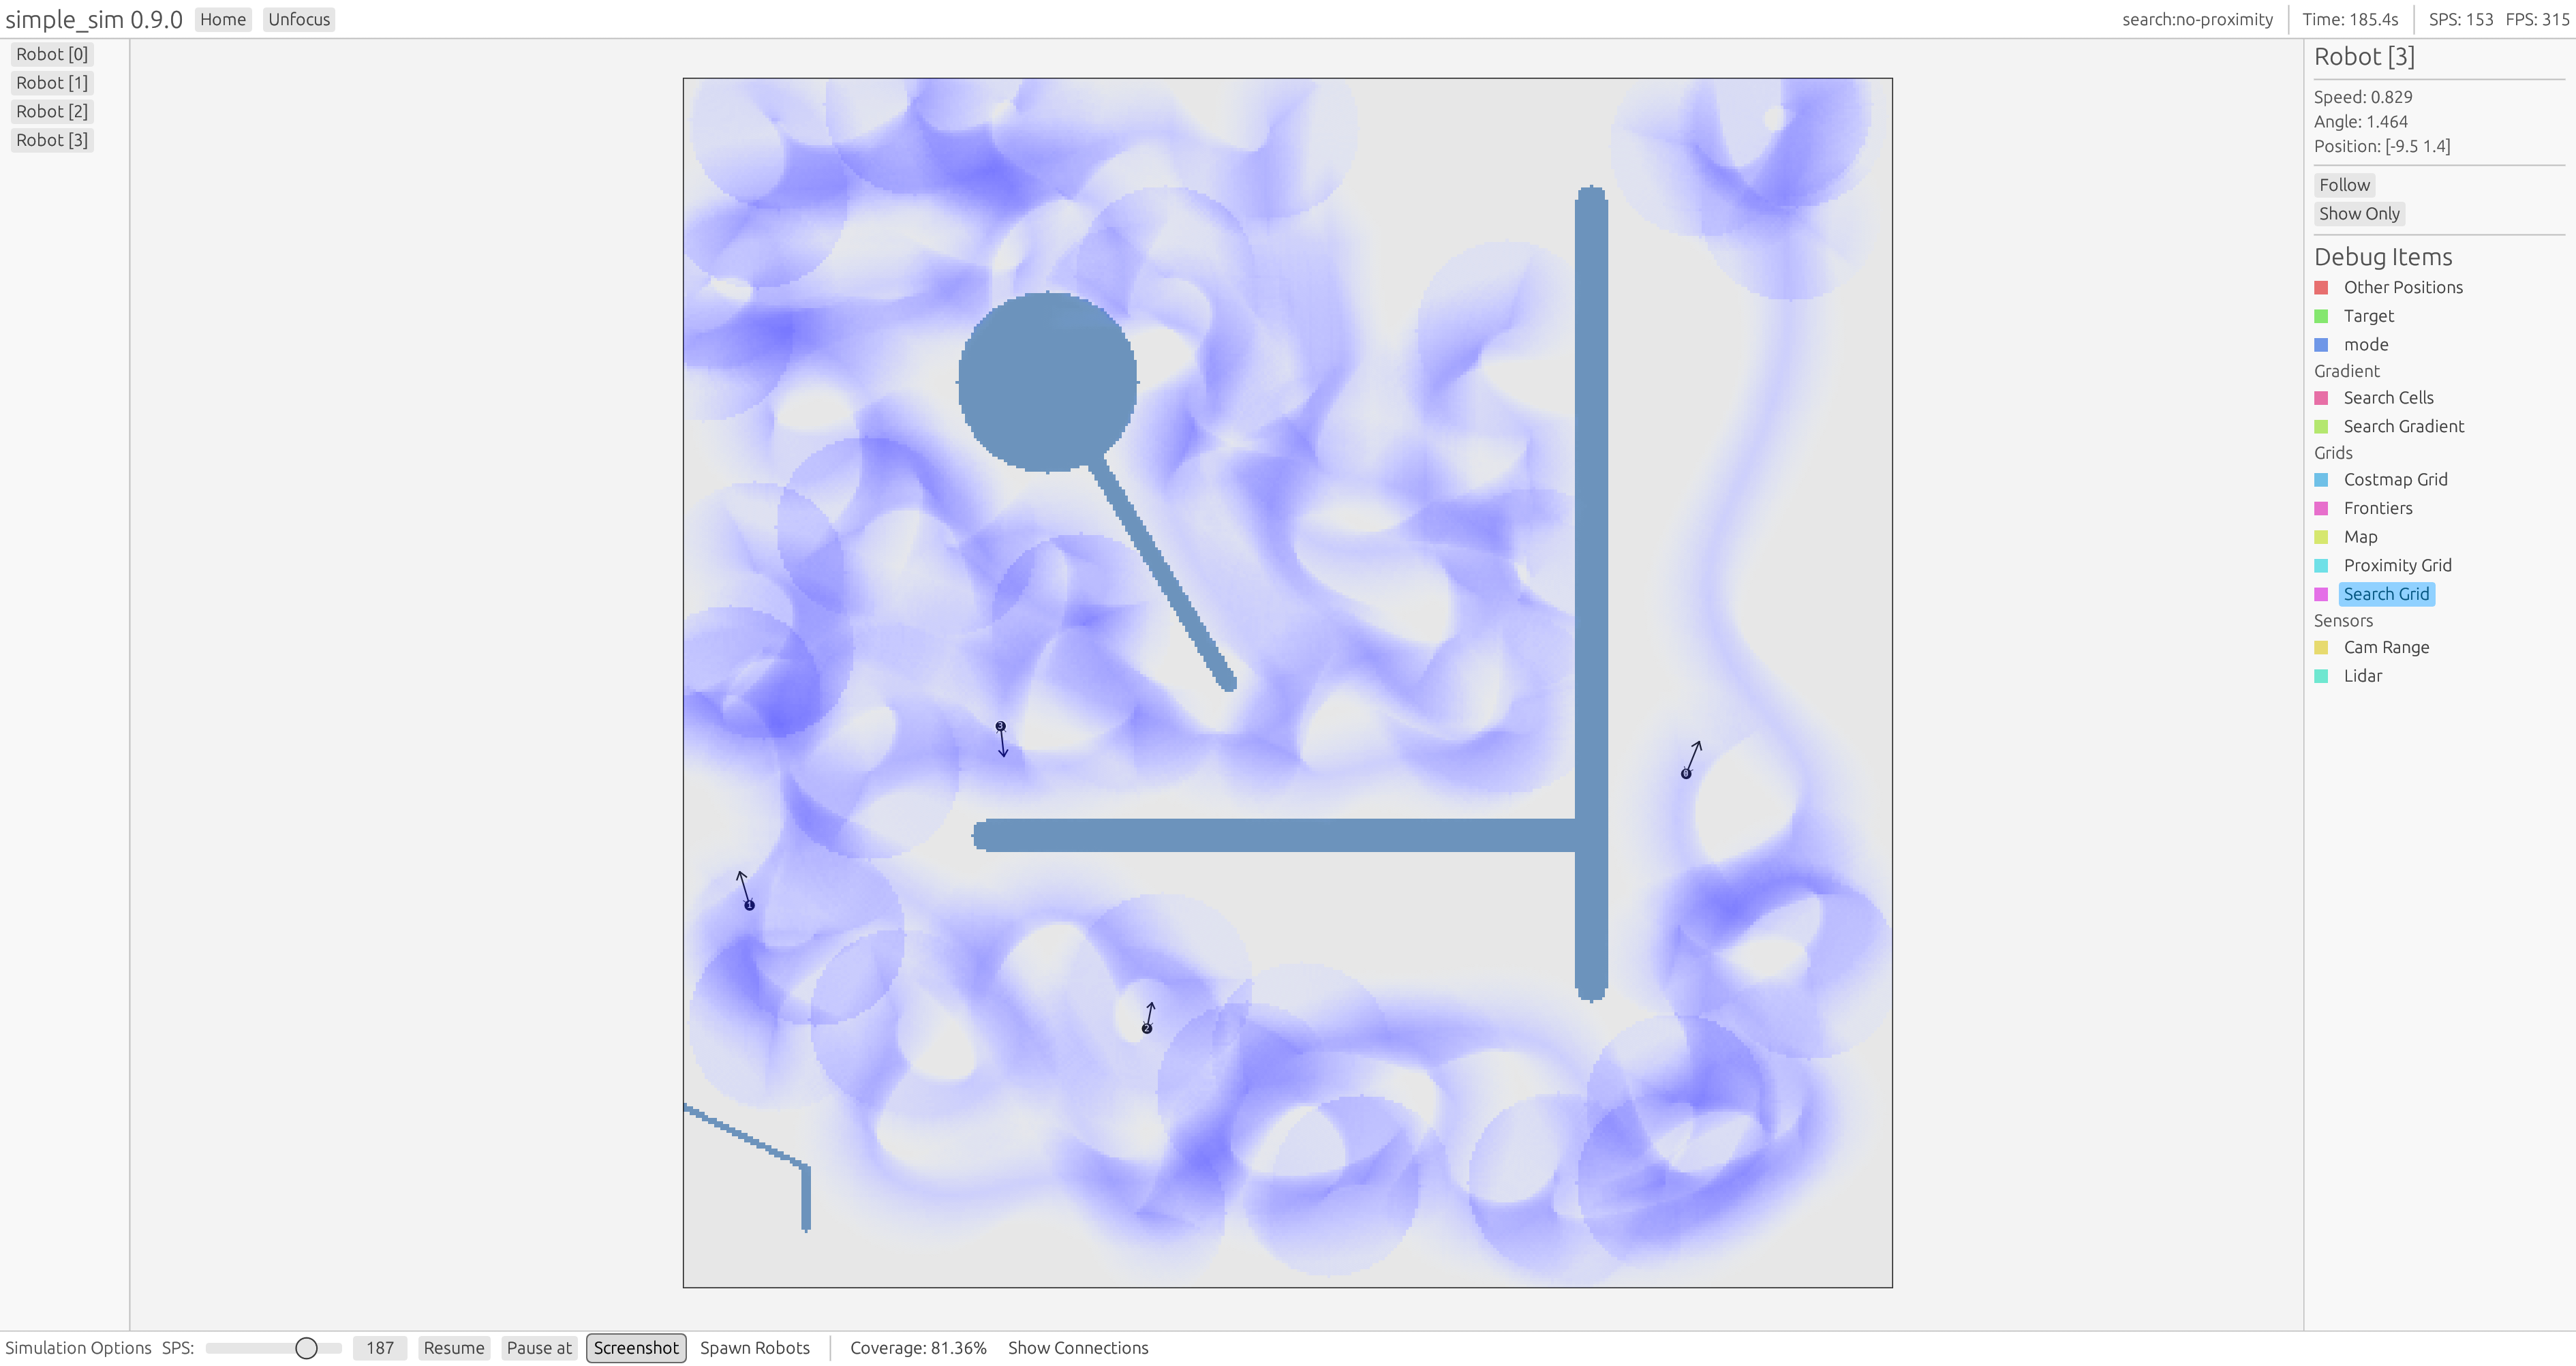 simple_sim 0.9.0 Home Unfocus search:no-proximity Time: 185.4s SPS: 153 FPS: 315
Robot [0]
Robot [1]
Robot [2]
Robot [3]
3
0
1
2
Robot [3]
Speed: 0.829
Angle: 1.464
Position: [-9.5 1.4]
Follow
Show Only
Debug Items
Other Positions
Target
mode
Gradient
Search Cells
Search Gradient
Grids
Costmap Grid
Frontiers
Map
Proximity Grid
Search Grid
Sensors
Cam Range
Lidar
Simulation Options SPS: 187 Resume Pause at Screenshot Spawn Robots Coverage: 81.36% Show Connections